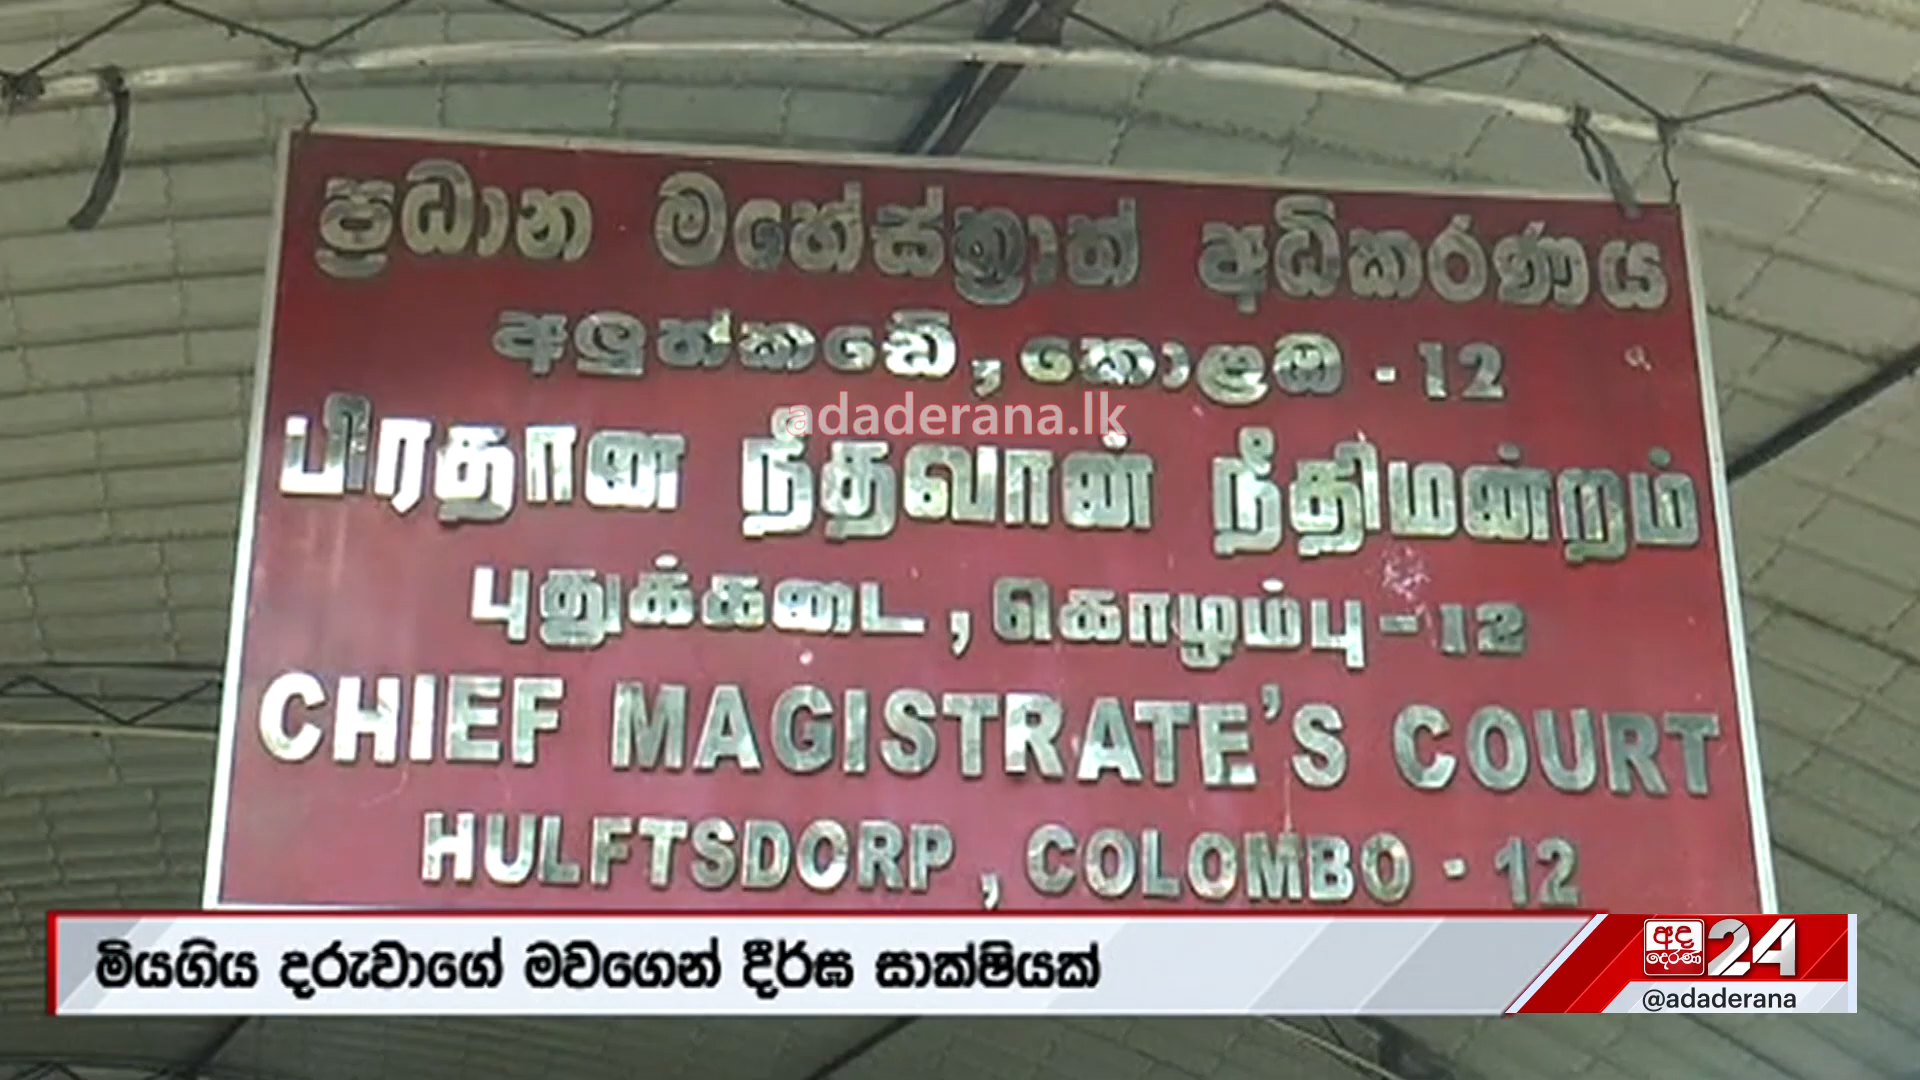 ප්‍රධාන මහේස්ත්‍රාත් අධිකරණය
අලුත්කඩේ, කොළඹ - 12
adaderana.lk
பிரதான நீதவான் நீதிமன்றம்
புதுக்கடை, கொழும்பு - 12
CHIEF MAGISTRATE'S COURT
HULFTSDORP, COLOMBO - 12
මියගිය දරුවාගේ මවගෙන් දීර්ඝ සාක්ෂියක්
අද දෙරණ 24
@adaderana